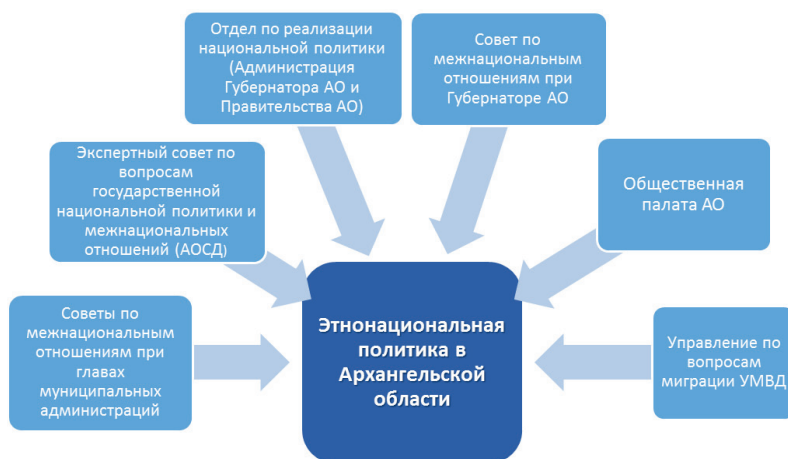 Отдел по реализации
национальной политики
(Администрация
Губернатора АО и
Правительства АО)
Совет по
межнациональным
отношениям при
Губернаторе АО
Экспертный совет по
вопросам
государственной
национальной политики и
межнациональных
отношений (АОСД)
Общественная
палата АО
Советы по
межнациональным
отношениям при
главах
муниципальных
администраций
Этнонациональная
политика в
Архангельской
области
Управление по
вопросам
миграции УМВД